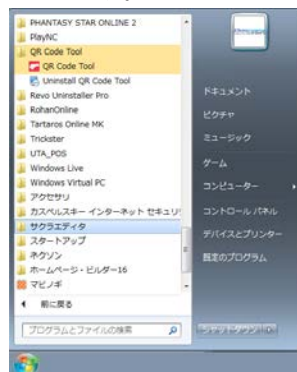 PHANTASY STAR ONLINE 2
PlayNC
QR Code Tool
QR Code Tool
Uninstall QR Code Tool
Revo Uninstaller Pro
RohanOnline
Tartaros Online MK
Trickster
UTA_POS
Windows Live
Windows Virtual PC
アクセサリ
カスペルスキー インターネット セキュリ
サクラエディタ
スタートアップ
ネクソン
ホームページ・ビルダー16
マビノギ
前に戻る
プログラムとファイルの検索
ドキュメント
ピクチャ
ミュージック
ゲーム
コンピューター
コントロール パネル
デバイスとプリンター
既定のプログラム
シャットダウン